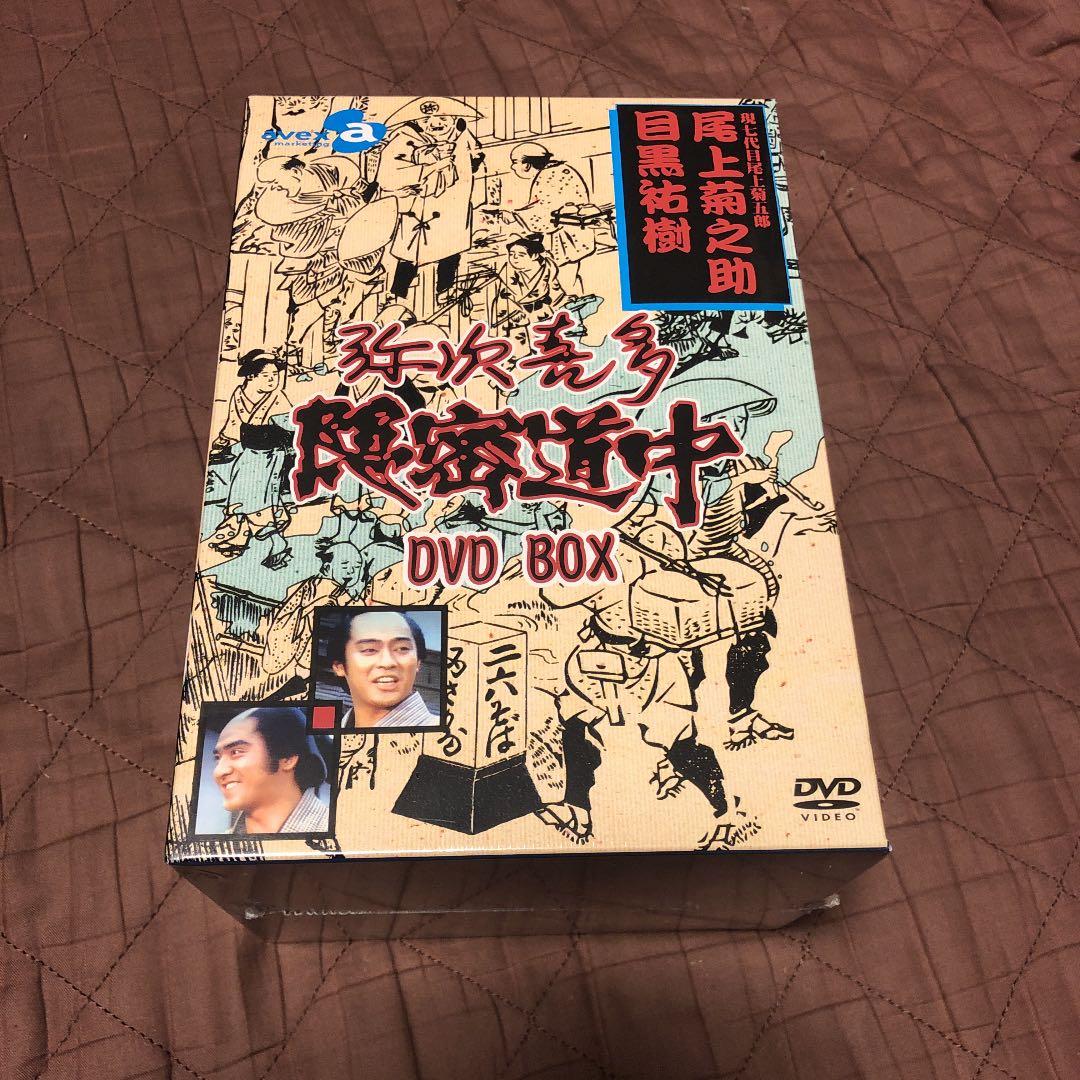 avex
a
marketing
現七代目尾上菊五郎
尾上菊之助
目黒祐樹
弥次喜多
隠密道中
DVD BOX
二六そば
DVD
VIDEO